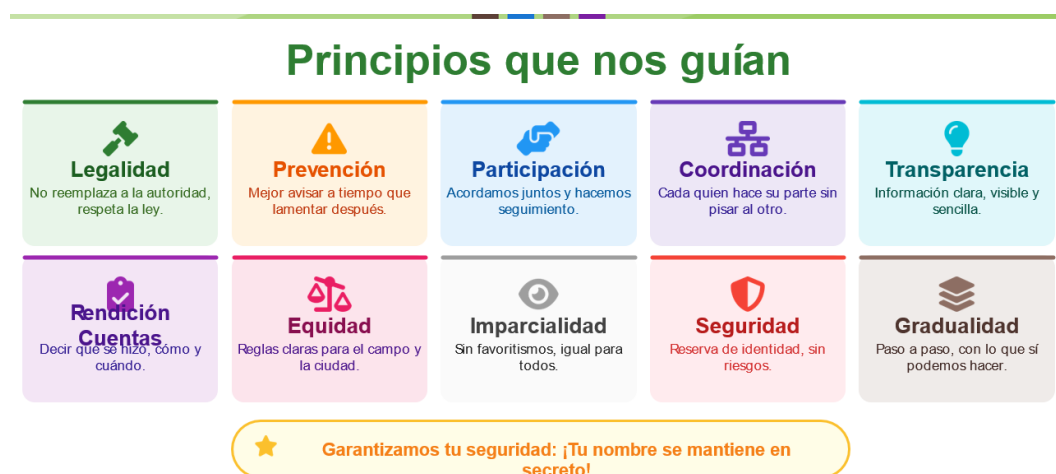 Principios que nos guían
Legalidad
No reemplaza a la autoridad,
respeta la ley.
Prevención
Mejor avisar a tiempo que
lamentar después.
Participación
Acordamos juntos y hacemos
seguimiento.
Coordinación
Cada quien hace su parte sin
pisar al otro.
Transparencia
Información clara, visible y
sencilla.
Rendición
Cuentas
Decir qué se hizo, cómo y
cuándo.
Equidad
Reglas claras para el campo y
la ciudad.
Imparcialidad
Sin favoritismos, igual para
todos.
Seguridad
Reserva de identidad, sin
riesgos.
Gradualidad
Paso a paso, con lo que sí
podemos hacer.
Garantizamos tu seguridad: ¡Tu nombre se mantiene en
secreto!